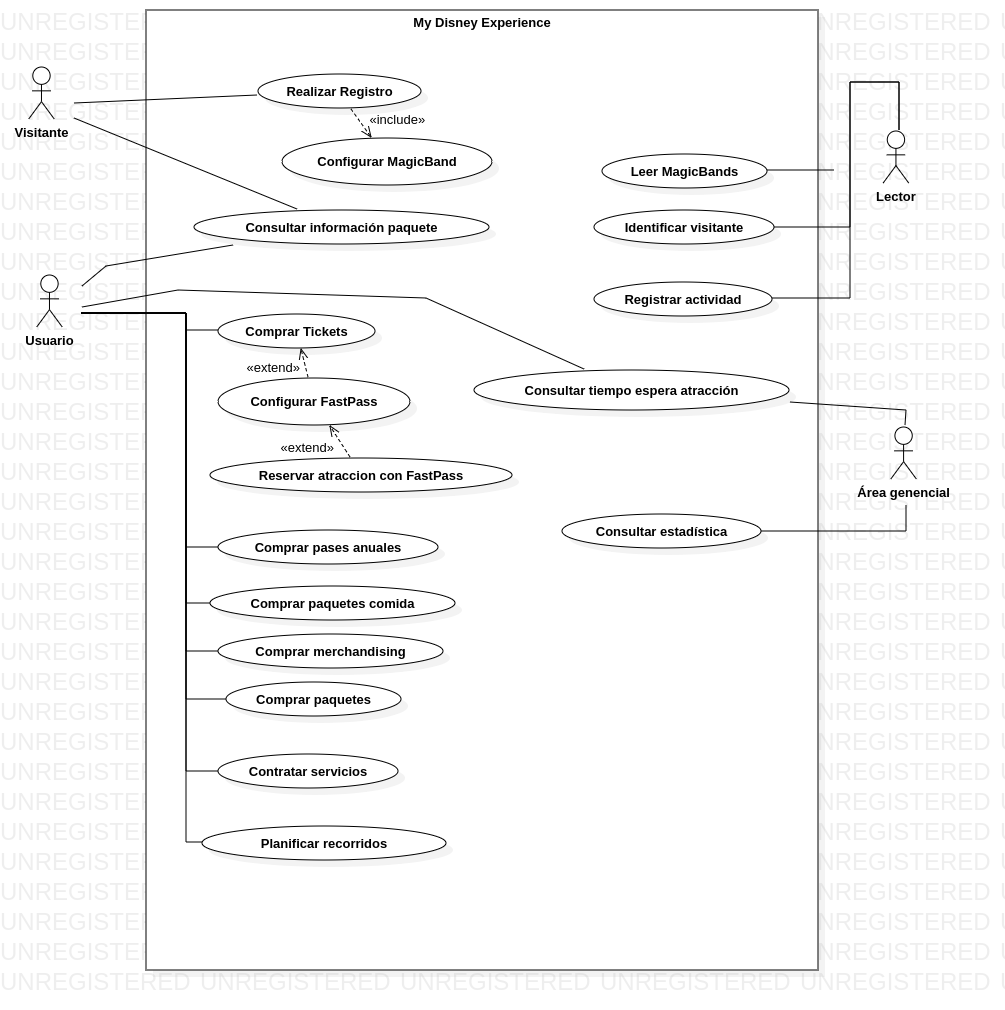 My Disney Experience
Visitante
Realizar Registro
«include»
Configurar MagicBand
Leer MagicBands
Lector
Consultar información paquete
Identificar visitante
Usuario
Registrar actividad
Comprar Tickets
«extend»
Configurar FastPass
Consultar tiempo espera atracción
«extend»
Reservar atraccion con FastPass
Área genencial
Consultar estadística
Comprar pases anuales
Comprar paquetes comida
Comprar merchandising
Comprar paquetes
Contratar servicios
Planificar recorridos
UNREGISTERED UNREGISTERED UNREGISTERED UNREGISTERED UNREGISTERED